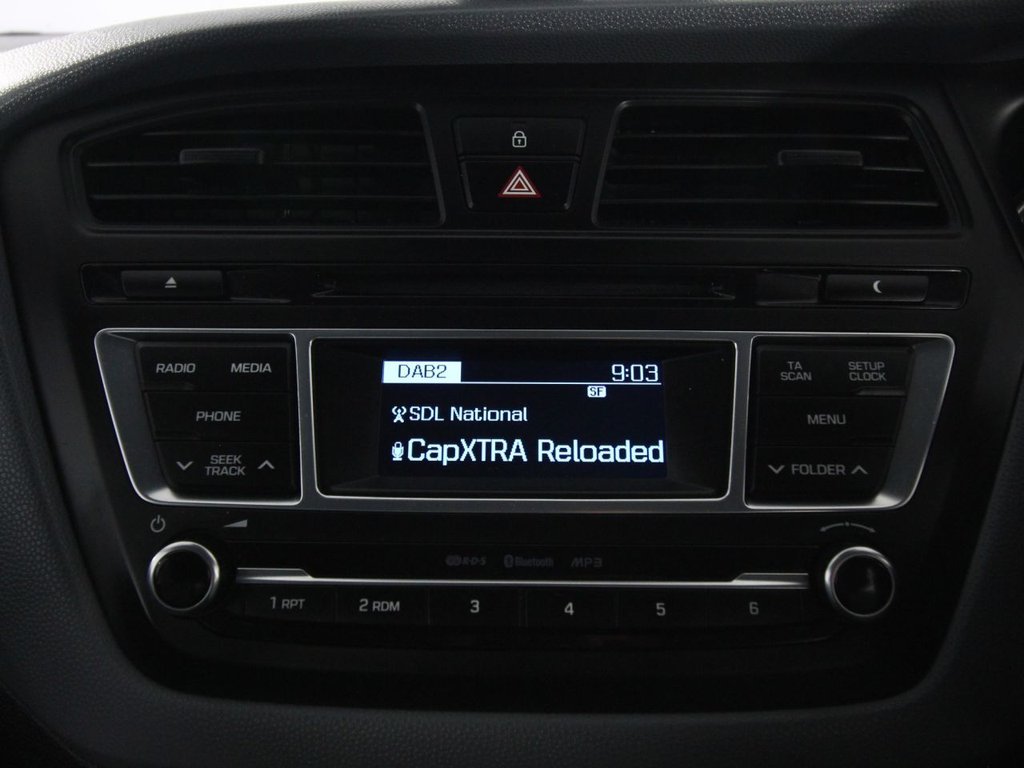 RADIO MEDIA
PHONE
SEEK
TRACK
DAB2 9:03
SF
SDL National
CapXTRA Reloaded
TA
SCAN
SETUP
CLOCK
MENU
FOLDER
R·D·S Bluetooth MP3
1 RPT 2 RDM 3 4 5 6